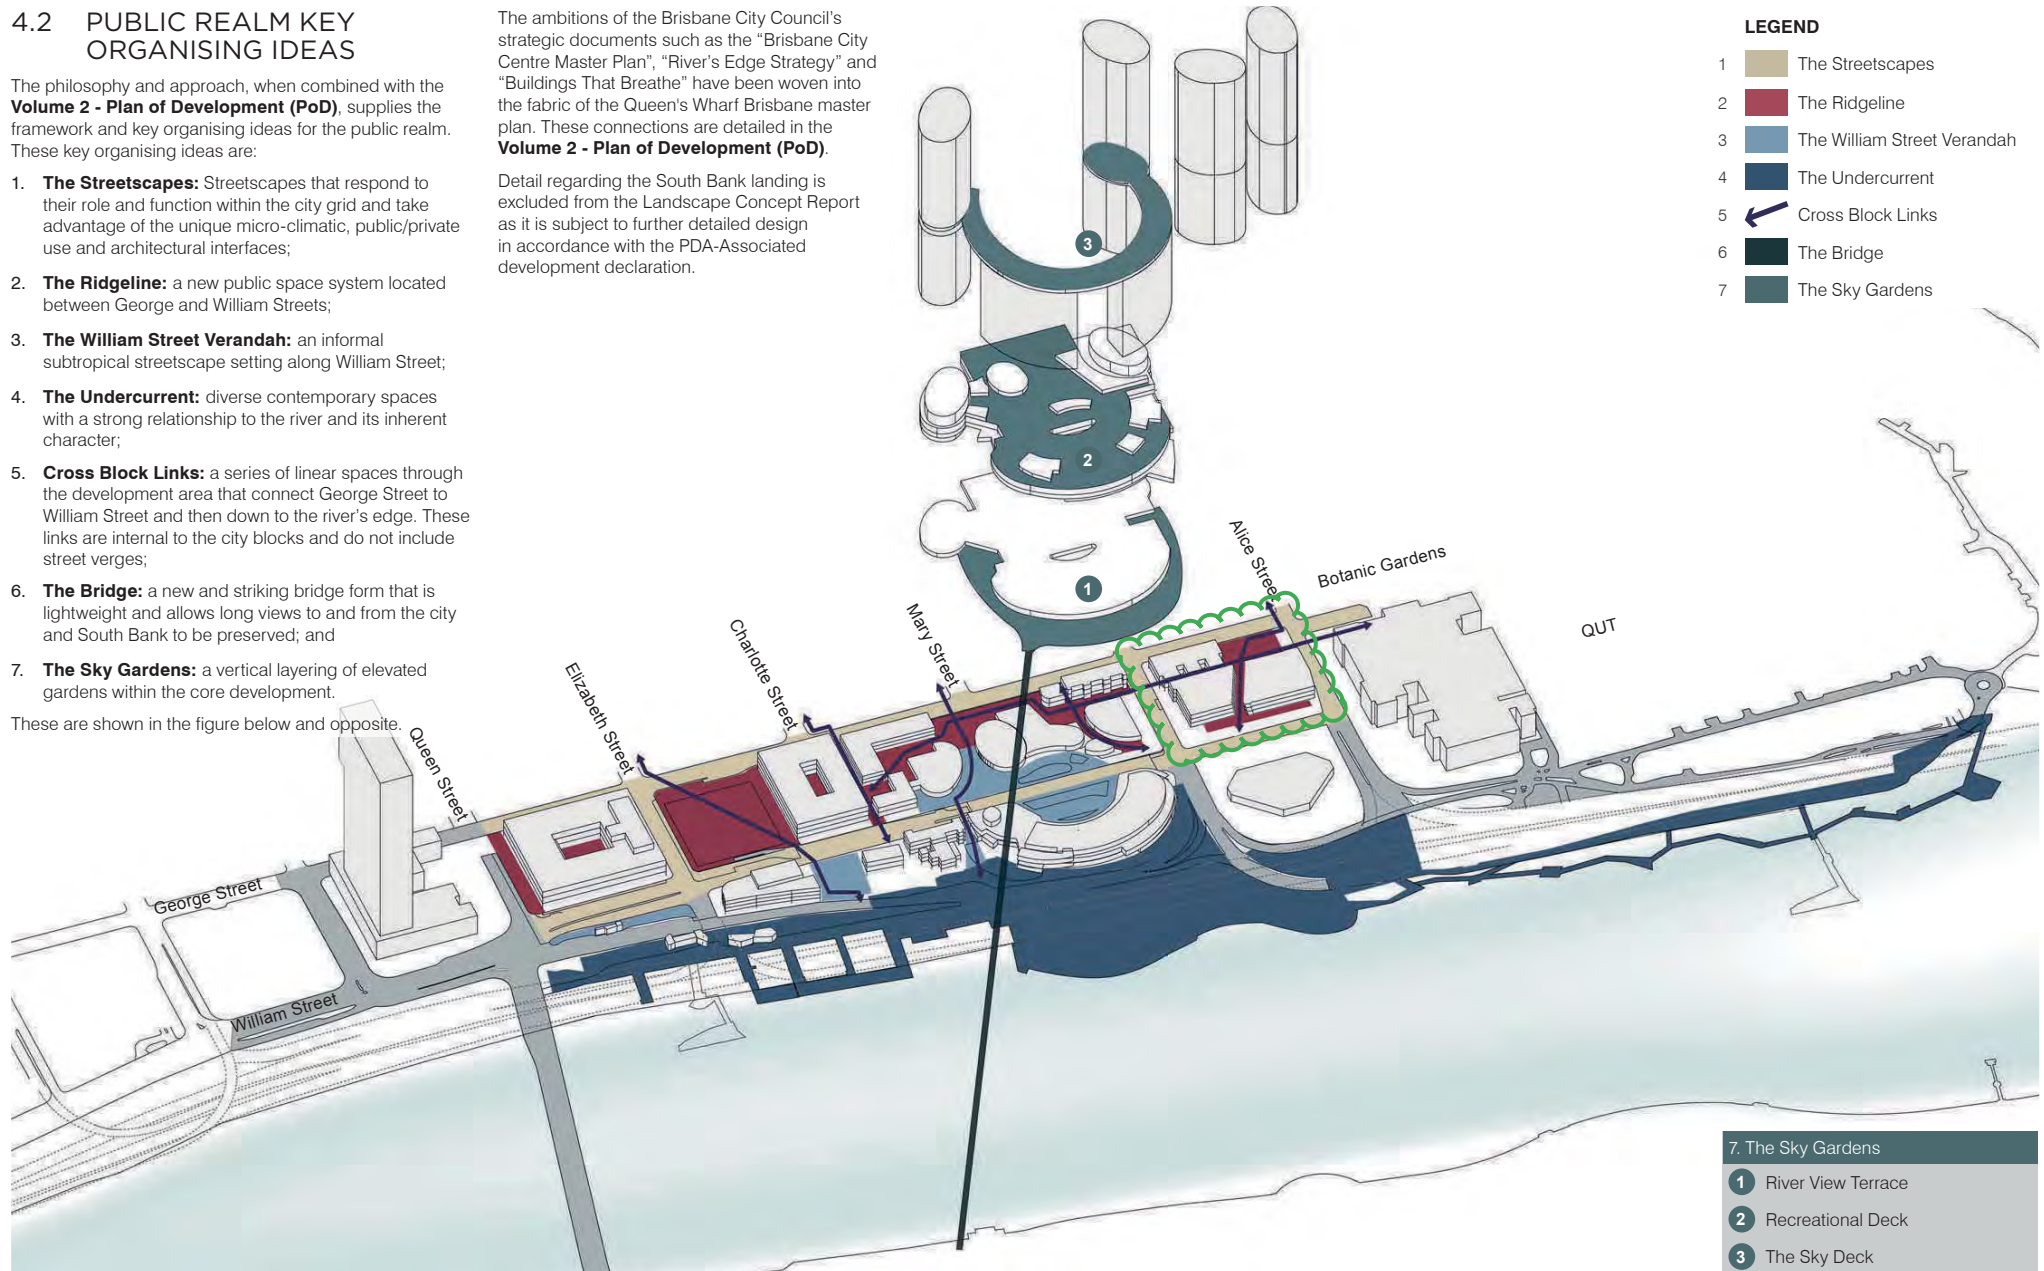 4.2 PUBLIC REALM KEY
ORGANISING IDEAS
The philosophy and approach, when combined with the
Volume 2 - Plan of Development (PoD), supplies the
framework and key organising ideas for the public realm.
These key organising ideas are:
1. The Streetscapes: Streetscapes that respond to
their role and function within the city grid and take
advantage of the unique micro-climatic, public/private
use and architectural interfaces;
2. The Ridgeline: a new public space system located
between George and William Streets;
3. The William Street Verandah: an informal
subtropical streetscape setting along William Street;
4. The Undercurrent: diverse contemporary spaces
with a strong relationship to the river and its inherent
character;
5. Cross Block Links: a series of linear spaces through
the development area that connect George Street to
William Street and then down to the river's edge. These
links are internal to the city blocks and do not include
street verges;
6. The Bridge: a new and striking bridge form that is
lightweight and allows long views to and from the city
and South Bank to be preserved; and
7. The Sky Gardens: a vertical layering of elevated
gardens within the core development.
These are shown in the figure below and opposite.
The ambitions of the Brisbane City Council's
strategic documents such as the “Brisbane City
Centre Master Plan”, “River's Edge Strategy” and
“Buildings That Breathe” have been woven into
the fabric of the Queen's Wharf Brisbane master
plan. These connections are detailed in the
Volume 2 - Plan of Development (PoD).
Detail regarding the South Bank landing is
excluded from the Landscape Concept Report
as it is subject to further detailed design
in accordance with the PDA-Associated
development declaration.
LEGEND
1 The Streetscapes
2 The Ridgeline
3 The William Street Verandah
4 The Undercurrent
5 Cross Block Links
6 The Bridge
7 The Sky Gardens
3
2
1
Alice Street
Botanic Gardens
QUT
Mary Street
Charlotte Street
Elizabeth Street
Queen Street
George Street
William Street
7. The Sky Gardens
1 River View Terrace
2 Recreational Deck
3 The Sky Deck